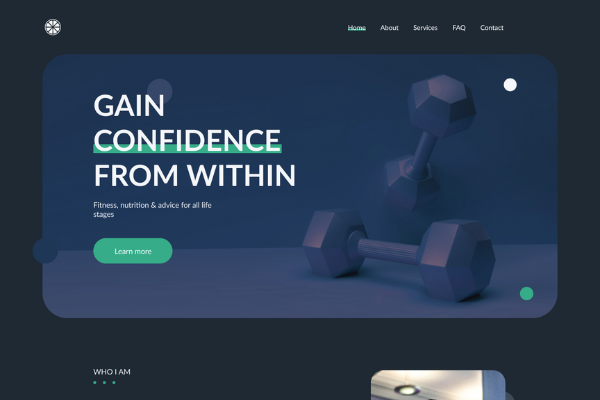 Home About Services FAQ Contact
GAIN
CONFIDENCE
FROM WITHIN
Fitness, nutrition & advice for all life
stages
Learn more
WHO I AM